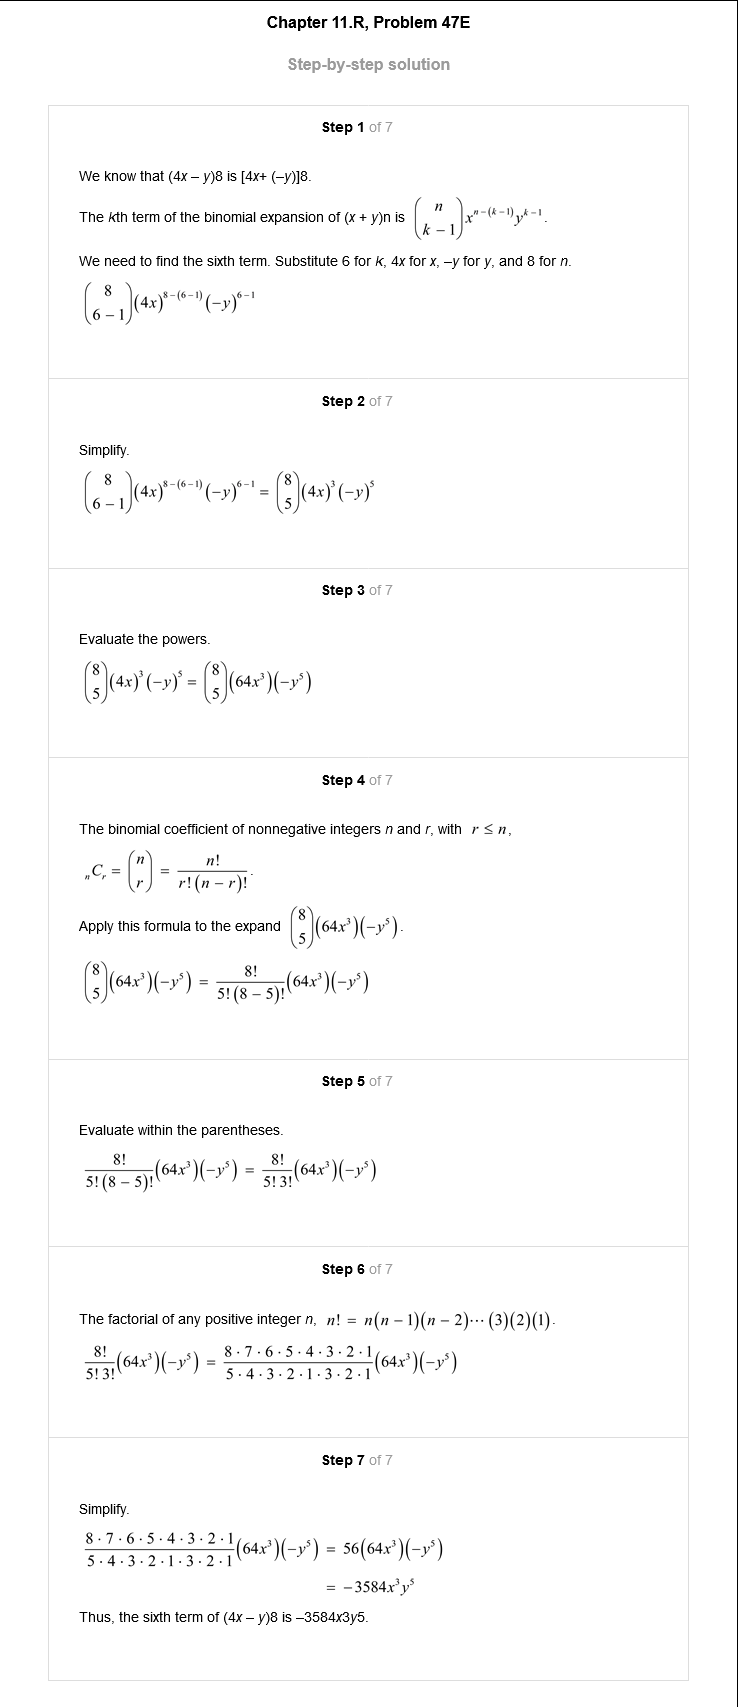 Chapter 11.R, Problem 47E
Step-by-step solution
Step 1 of 7
We know that (4x – y)8 is [4x+ (–y)]8.
The kth term of the binomial expansion of (x + y)n is $\binom{n}{k-1}x^{n-(k-1)}y^{k-1}$.
We need to find the sixth term. Substitute 6 for k, 4x for x, –y for y, and 8 for n.
$\binom{8}{6-1}(4x)^{8-(6-1)}(-y)^{6-1}$
Step 2 of 7
Simplify.
$\binom{8}{6-1}(4x)^{8-(6-1)}(-y)^{6-1} = \binom{8}{5}(4x)^3(-y)^5$
Step 3 of 7
Evaluate the powers.
$\binom{8}{5}(4x)^3(-y)^5 = \binom{8}{5}(64x^3)(-y^5)$
Step 4 of 7
The binomial coefficient of nonnegative integers n and r, with $r \le n$,
${}_nC_r = \binom{n}{r} = \frac{n!}{r!(n-r)!}$.
Apply this formula to the expand $\binom{8}{5}(64x^3)(-y^5)$.
$\binom{8}{5}(64x^3)(-y^5) = \frac{8!}{5!(8-5)!}(64x^3)(-y^5)$
Step 5 of 7
Evaluate within the parentheses.
$\frac{8!}{5!(8-5)!}(64x^3)(-y^5) = \frac{8!}{5!3!}(64x^3)(-y^5)$
Step 6 of 7
The factorial of any positive integer n, $n! = n(n-1)(n-2)\cdots(3)(2)(1)$.
$\frac{8!}{5!3!}(64x^3)(-y^5) = \frac{8\cdot7\cdot6\cdot5\cdot4\cdot3\cdot2\cdot1}{5\cdot4\cdot3\cdot2\cdot1\cdot3\cdot2\cdot1}(64x^3)(-y^5)$
Step 7 of 7
Simplify.
$\frac{8\cdot7\cdot6\cdot5\cdot4\cdot3\cdot2\cdot1}{5\cdot4\cdot3\cdot2\cdot1\cdot3\cdot2\cdot1}(64x^3)(-y^5) = 56(64x^3)(-y^5)$
$= -3584x^3y^5$
Thus, the sixth term of (4x – y)8 is –3584x3y5.